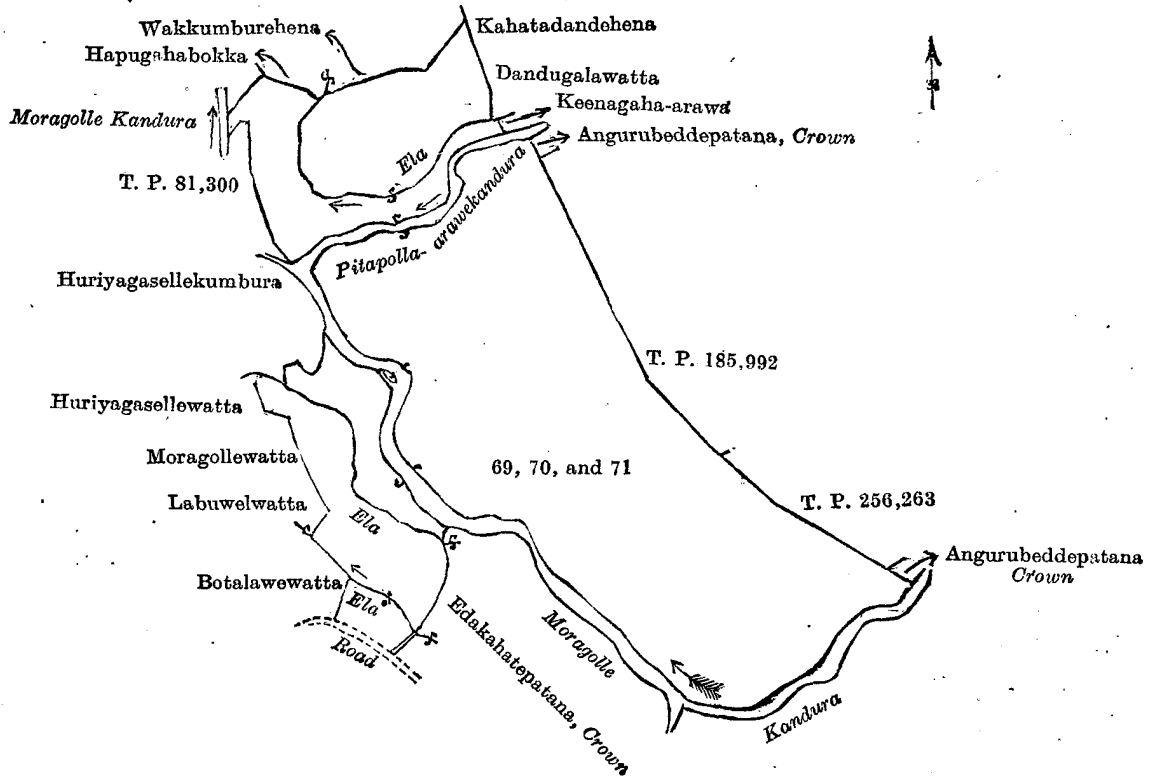 Wakkumburehena
Kahatadandehena
Hapugahabokka
Dandugalawatta
Keenagaha-arawa
Moragolle Kandura
Angurubeddepatana, Crown
Ela
T. P. 81,300
Pitapolla-arawekandura
Huriyagasellekumbura
T. P. 185,992
Huriyagasellewatta
Moragollewatta
69, 70, and 71
Labuwelwatta
T. P. 256,263
Ela
Angurubeddepatana
Crown
Botalawewatta
Ela
Edakahatepatana, Crown
Moragolle
Road
Kandura